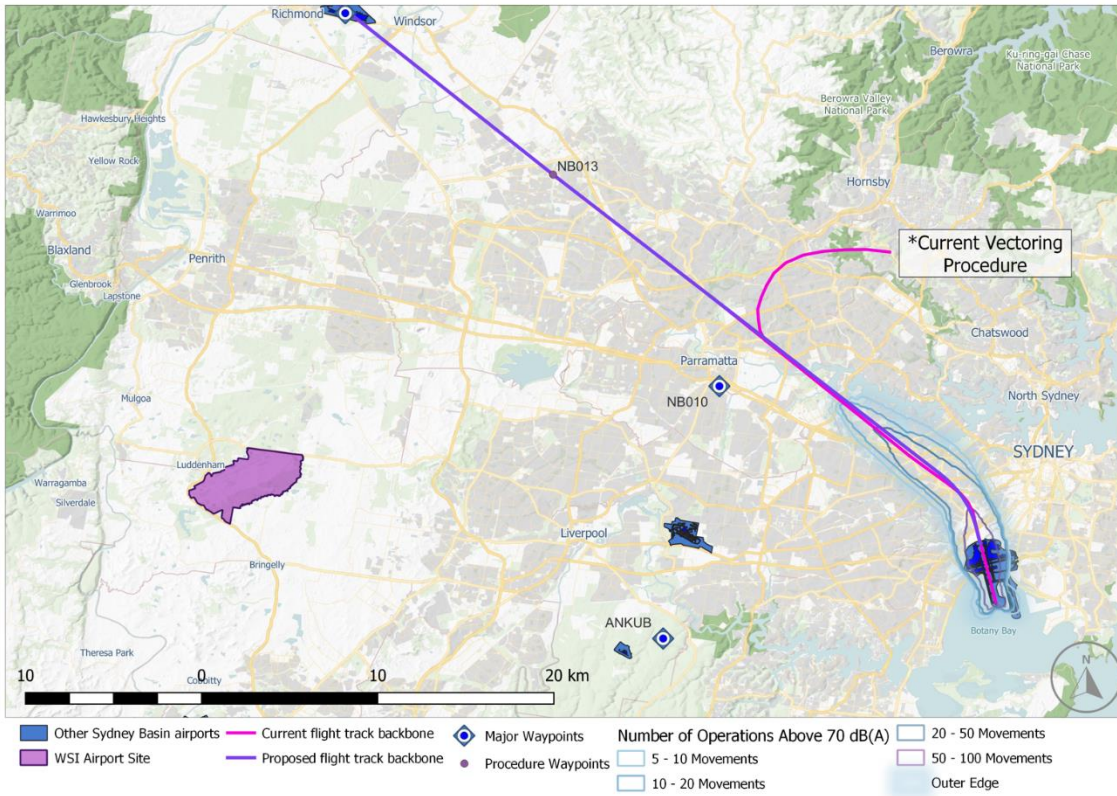 Richmond
Windsor
Berowra
Ku-ring-gai Chase
National Park
Berowra Valley
National Park
Hawkesbury Heights
Yellow Rock
NB013
Hornsby
Warrimoo
Blaxland
Penrith
*Current Vectoring
Procedure
Glenbrook
Lapstone
Chatswood
Parramatta
Mulgoa
NB010
North Sydney
SYDNEY
Luddenham
Warragamba
Silverdale
Liverpool
Bringelly
ANKUB
Botany Bay
Theresa Park
N
10 0 10 20 km
Cobbitty
Other Sydney Basin airports
WSI Airport Site
Current flight track backbone
Proposed flight track backbone
Major Waypoints
Procedure Waypoints
Number of Operations Above 70 dB(A)
5 - 10 Movements
10 - 20 Movements
20 - 50 Movements
50 - 100 Movements
Outer Edge